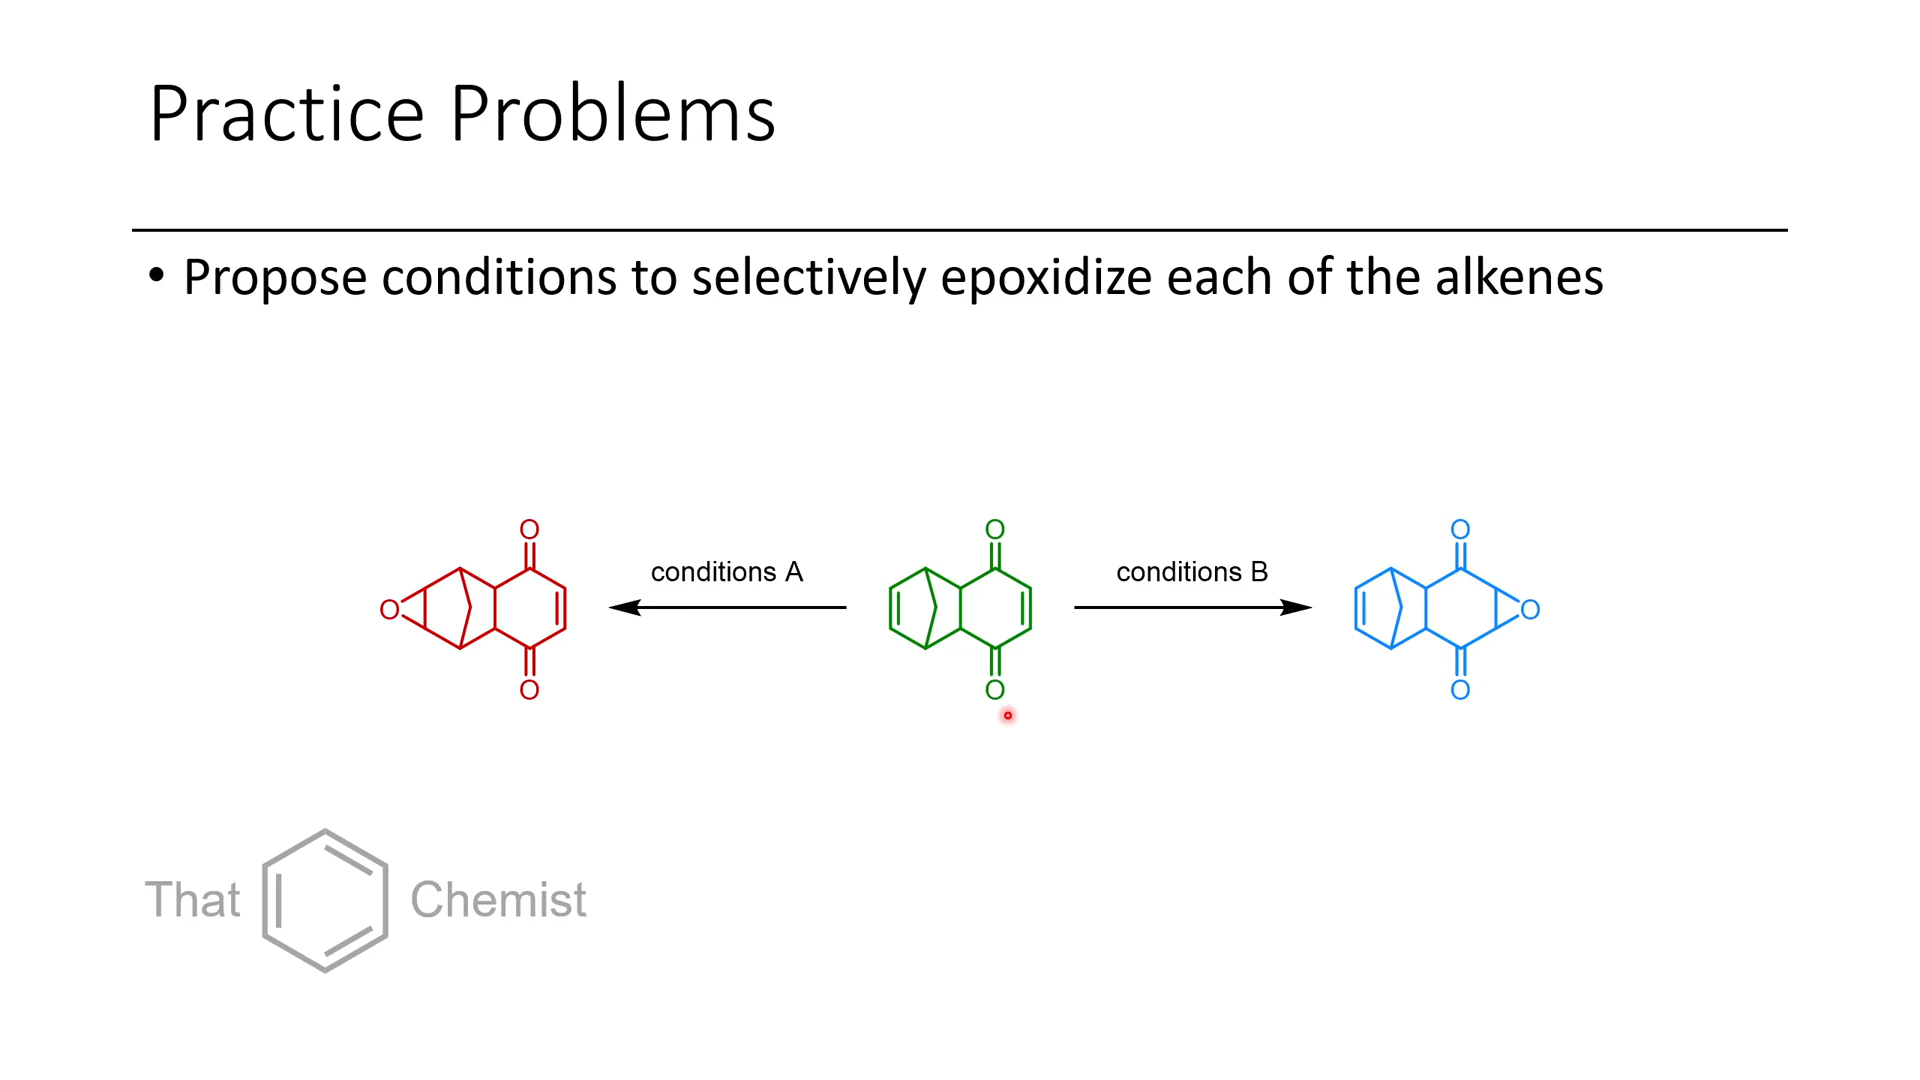 Practice Problems
• Propose conditions to selectively epoxidize each of the alkenes
O O O
conditions A conditions B
O O
O O O
That Chemist